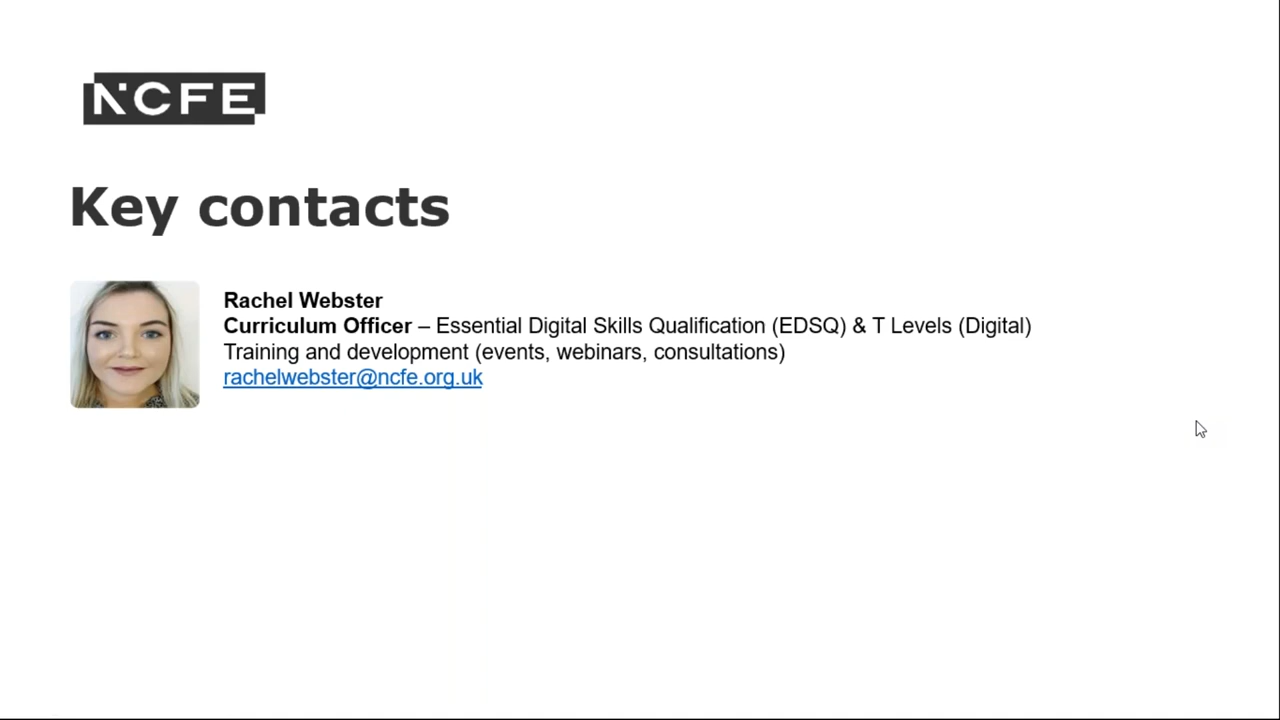 NCFE
Key contacts
Rachel Webster
Curriculum Officer – Essential Digital Skills Qualification (EDSQ) & T Levels (Digital)
Training and development (events, webinars, consultations)
rachelwebster@ncfe.org.uk